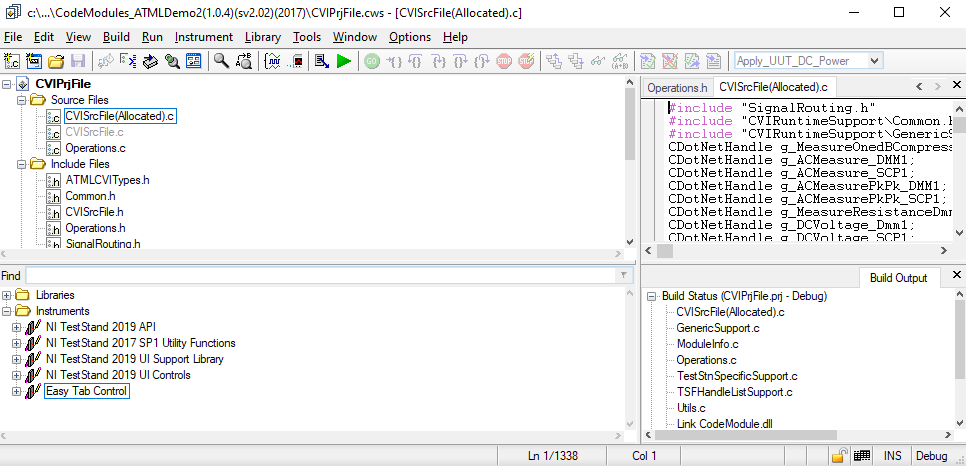 c:\...\CodeModules_ATMLDemo2(1.0.4)(sv2.02)(2017)\CVIPrjFile.cws - [CVISrcFile(Allocated).c]
File Edit View Build Run Instrument Library Tools Window Options Help
GO STOP STOP Apply_UUT_DC_Power
CVIPrjFile
Source Files
CVISrcFile(Allocated).c
CVISrcFile.c
Operations.c
Include Files
ATMLCVITypes.h
Common.h
CVISrcFile.h
Operations.h
SignalRouting.h
Operations.h CVISrcFile(Allocated).c
#include "SignalRouting.h"
#include "CVIRuntimeSupport\Common.h
#include "CVIRuntimeSupport\GenericS
CDotNetHandle g_MeasureOnedBCompress
CDotNetHandle g_ACMeasure_DMM1;
CDotNetHandle g_ACMeasure_SCP1;
CDotNetHandle g_ACMeasurePkPk_DMM1;
CDotNetHandle g_ACMeasurePkPk_SCP1;
CDotNetHandle g_MeasureResistanceDmm
CDotNetHandle g_DCVoltage_Dmm1;
CDotNetHandle g_DCVoltage_SCP1;
Find
Libraries
Instruments
NI TestStand 2019 API
NI TestStand 2017 SP1 Utility Functions
NI TestStand 2019 UI Support Library
NI TestStand 2019 UI Controls
Easy Tab Control
Build Output
Build Status (CVIPrjFile.prj - Debug)
CVISrcFile(Allocated).c
GenericSupport.c
ModuleInfo.c
Operations.c
TestStnSpecificSupport.c
TSFHandleListSupport.c
Utils.c
Link CodeModule.dll
Ln 1/1338 Col 1 INS Debug